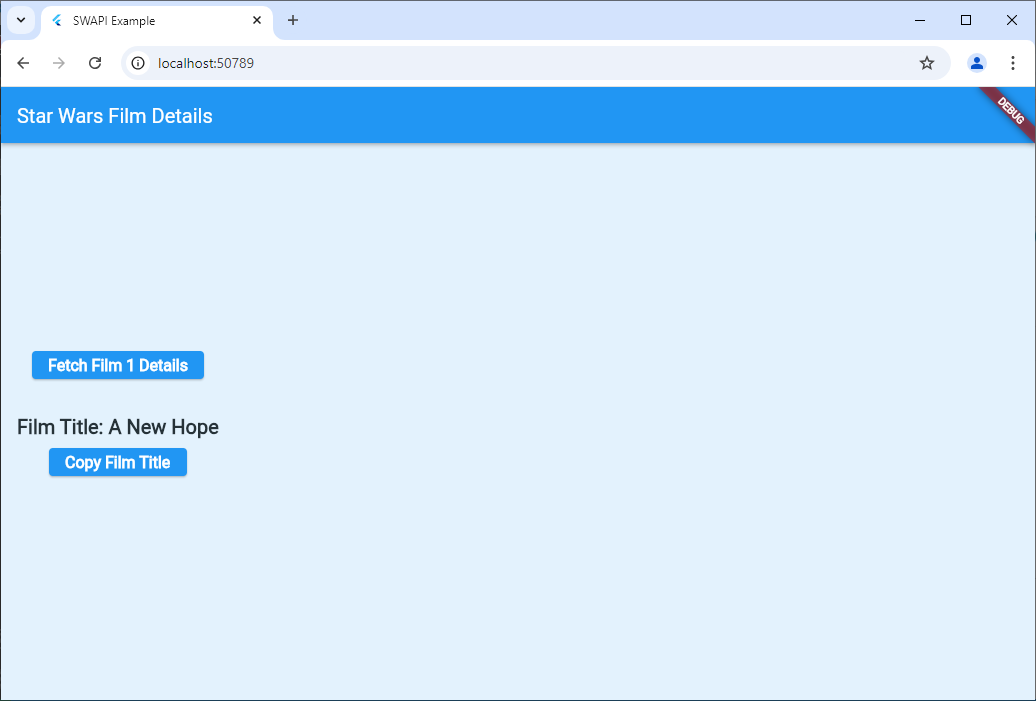 SWAPI Example
localhost:50789
Star Wars Film Details
DEBUG
Fetch Film 1 Details
Film Title: A New Hope
Copy Film Title